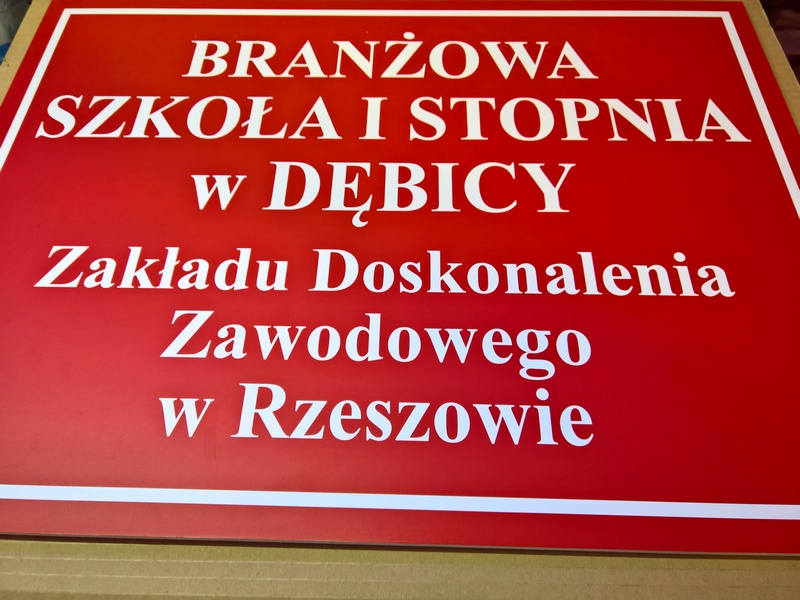 BRANŻOWA
SZKOŁA I STOPNIA
w DĘBICY
Zakładu Doskonalenia
Zawodowego
w Rzeszowie